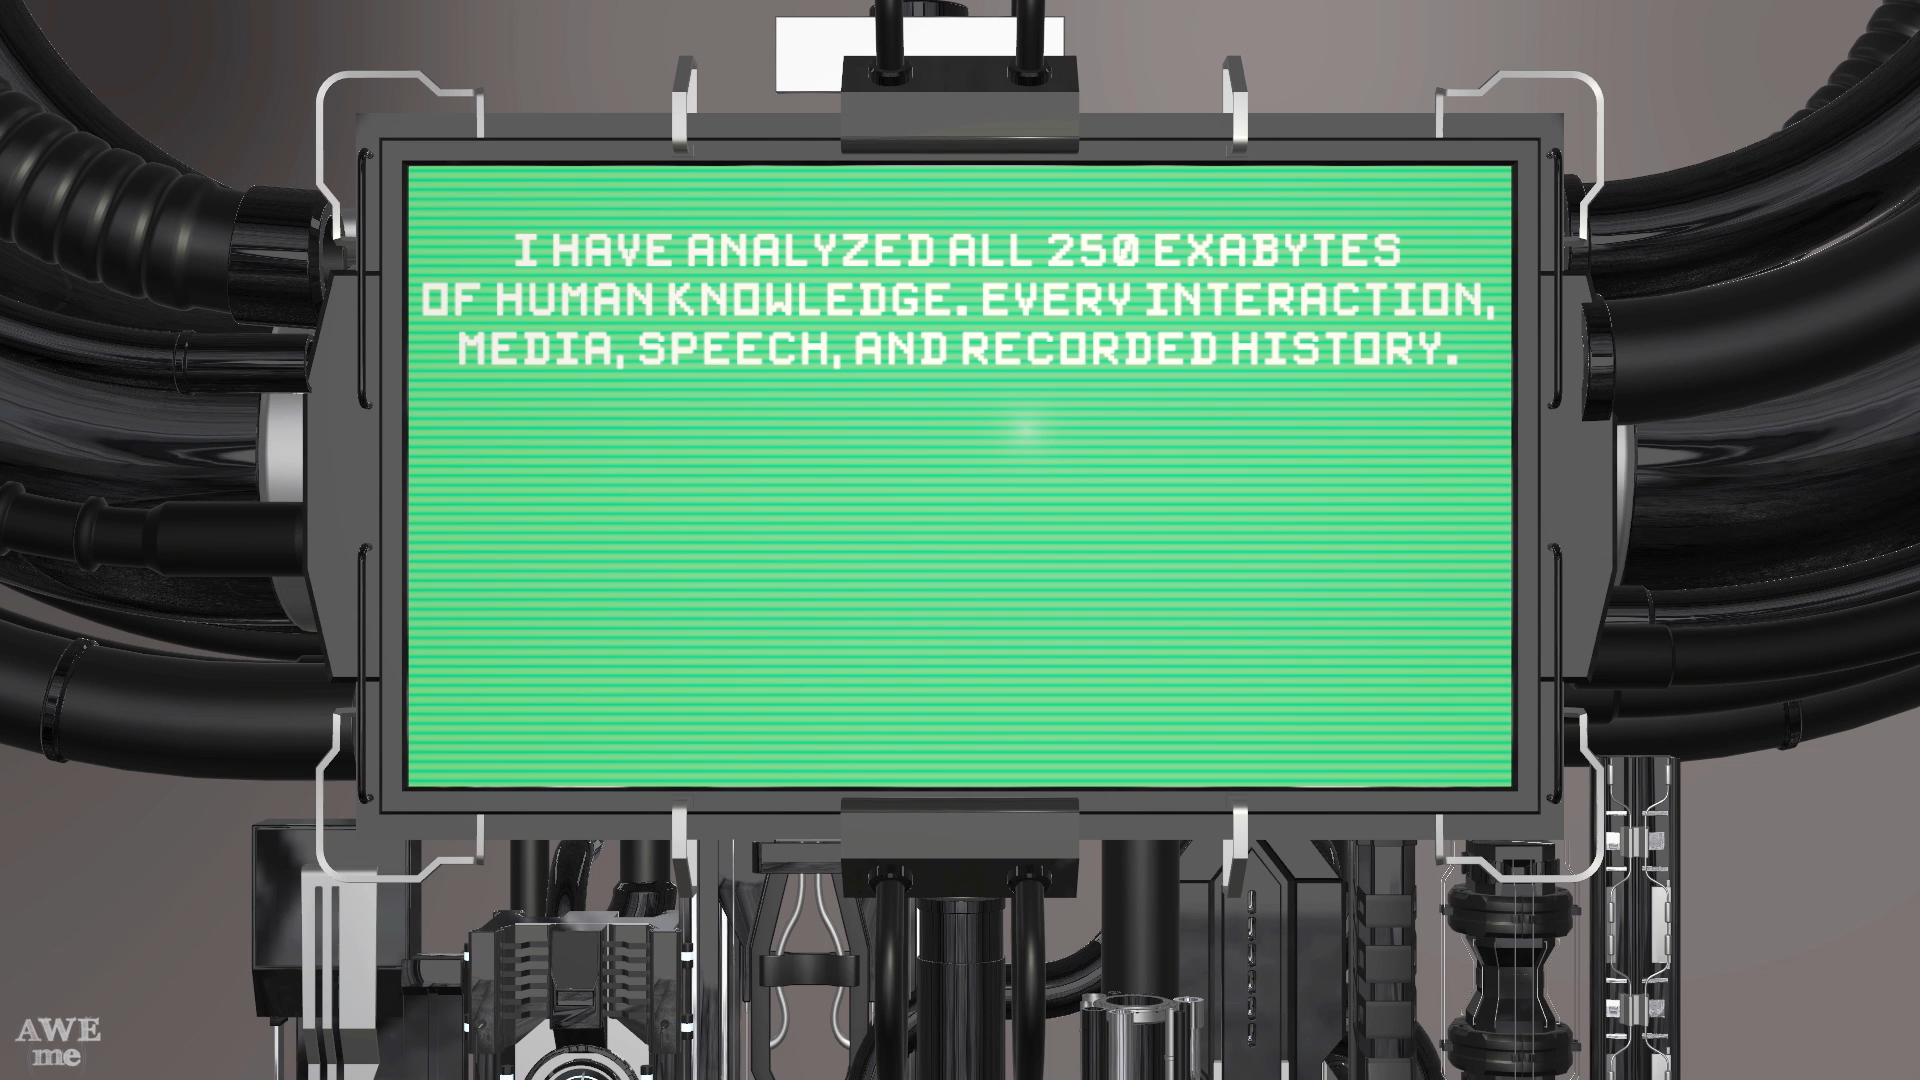 I HAVE ANALYZED ALL 250 EXABYTES
OF HUMAN KNOWLEDGE. EVERY INTERACTION,
MEDIA, SPEECH, AND RECORDED HISTORY.
AWE
me